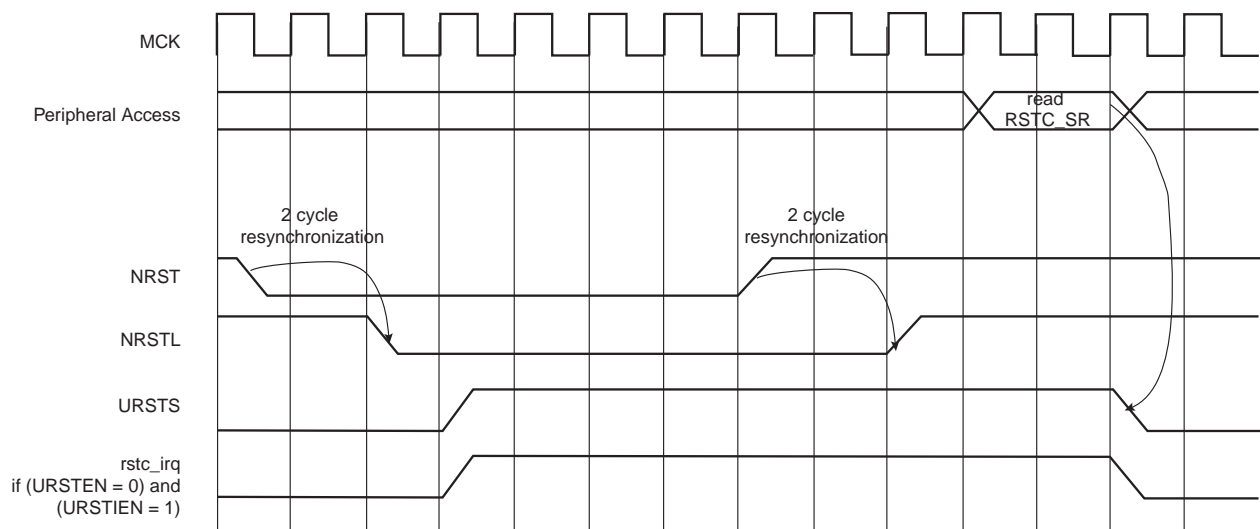 MCK
Peripheral Access
read
RSTC_SR
2 cycle
resynchronization
2 cycle
resynchronization
NRST
NRSTL
URSTS
rstc_irq
if (URSTEN = 0) and
(URSTIEN = 1)